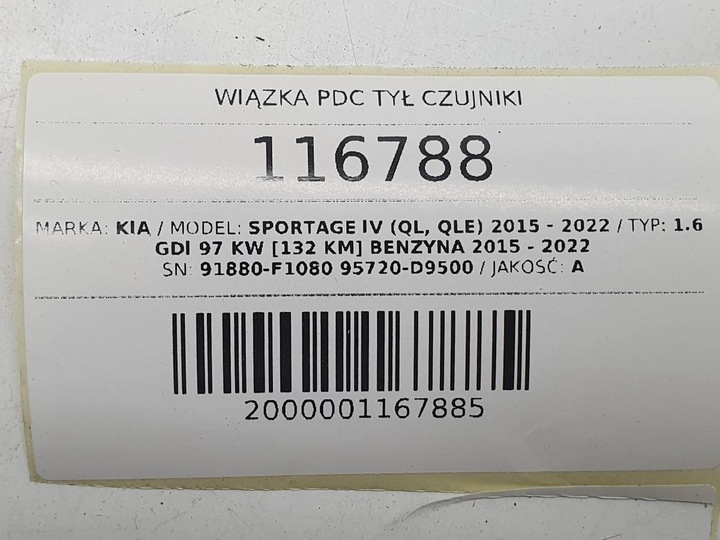 WIĄZKA PDC TYŁ CZUJNIKI
116788
MARKA: KIA / MODEL: SPORTAGE IV (QL, QLE) 2015 - 2022 / TYP: 1.6
GDI 97 KW [132 KM] BENZYNA 2015 - 2022
SN: 91880-F1080 95720-D9500 / JAKOŚĆ: A
2000001167885